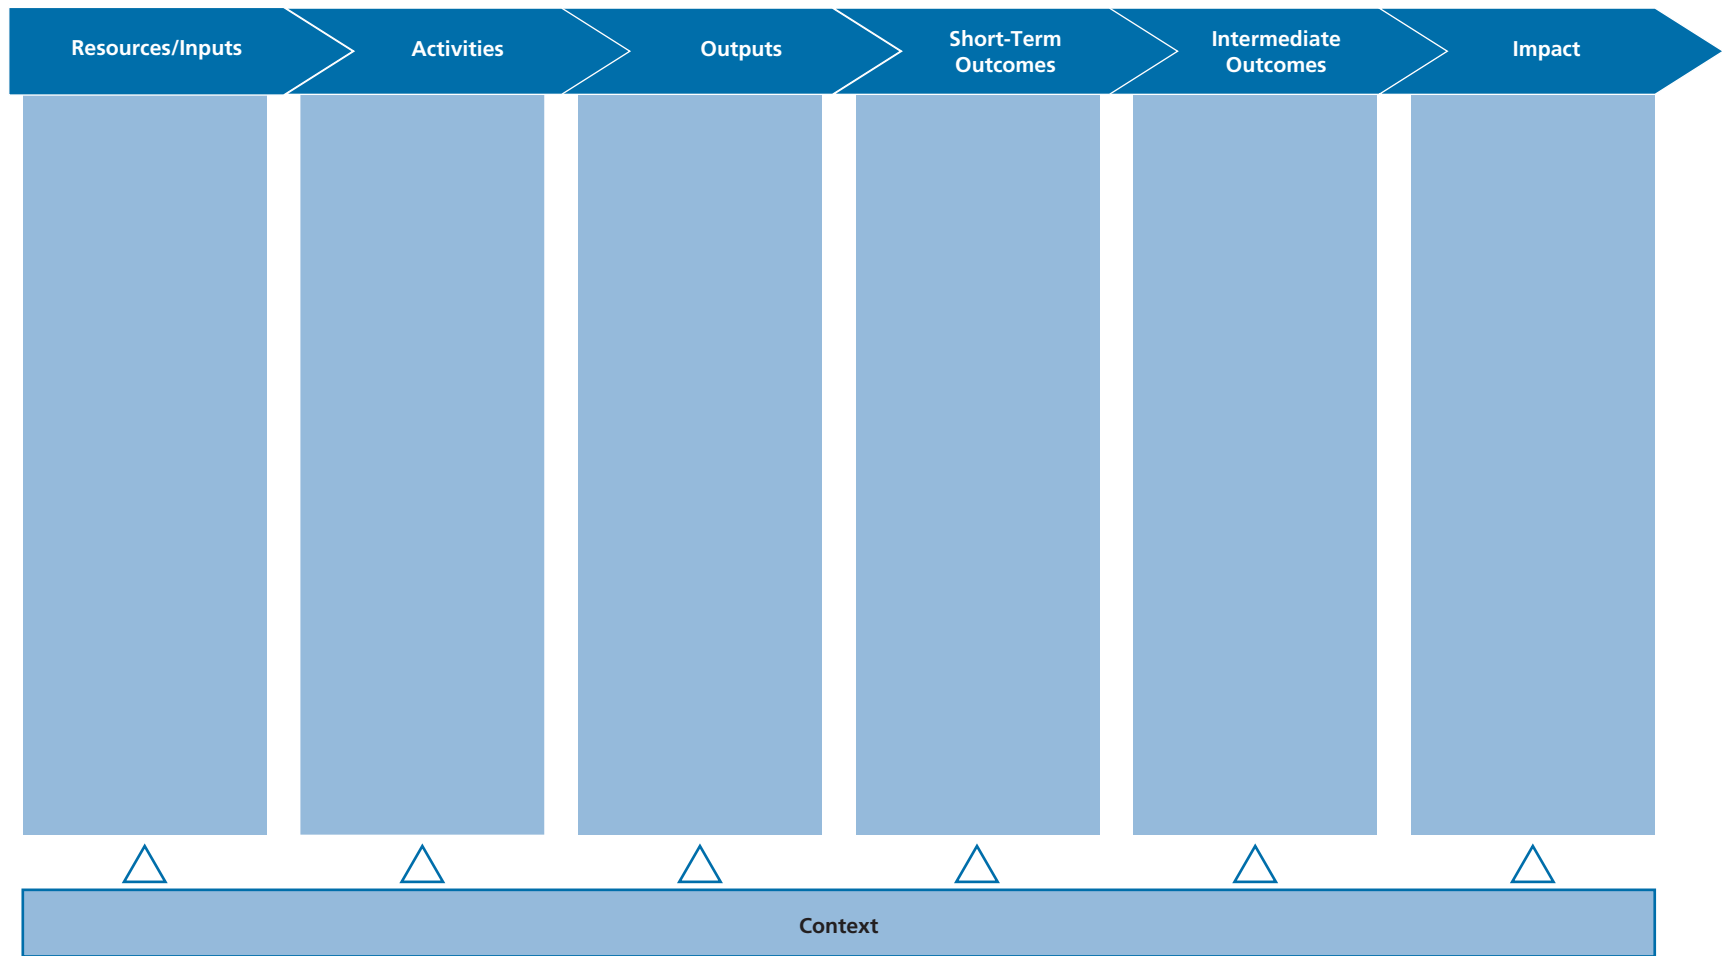 Resources/Inputs
Activities
Outputs
Short-Term
Outcomes
Intermediate
Outcomes
Impact
Context